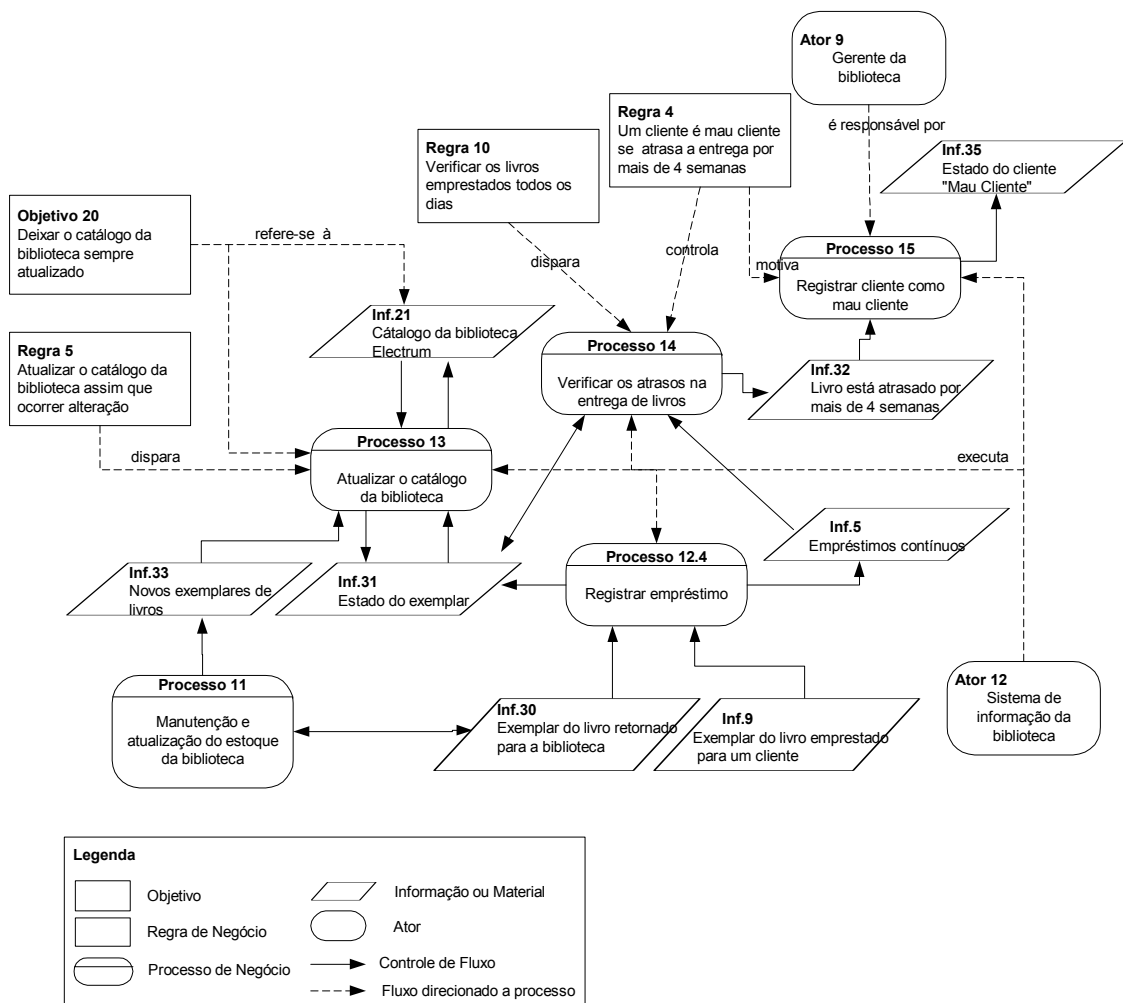 Ator 9
Gerente da
biblioteca
Regra 4
Um cliente é mau cliente
se atrasa a entrega por
mais de 4 semanas
é responsável por
Regra 10
Verificar os livros
emprestados todos os
dias
Inf.35
Estado do cliente
"Mau Cliente"
Objetivo 20
Deixar o catálogo da
biblioteca sempre
atualizado
refere-se à
dispara
controla
motiva
Processo 15
Registrar cliente como
mau cliente
Inf.21
Cátalogo da biblioteca
Electrum
Regra 5
Atualizar o catálogo da
biblioteca assim que
ocorrer alteração
Processo 14
Verificar os atrasos na
entrega de livros
Inf.32
Livro está atrasado por
mais de 4 semanas
dispara
Processo 13
Atualizar o catálogo
da biblioteca
executa
Inf.5
Empréstimos contínuos
Inf.33
Novos exemplares de
livros
Inf.31
Estado do exemplar
Processo 12.4
Registrar empréstimo
Processo 11
Manutenção e
atualização do estoque
da biblioteca
Inf.30
Exemplar do livro retornado
para a biblioteca
Inf.9
Exemplar do livro emprestado
para um cliente
Ator 12
Sistema de
informação da
biblioteca
Legenda
Objetivo
Regra de Negócio
Processo de Negócio
Informação ou Material
Ator
Controle de Fluxo
Fluxo direcionado a processo